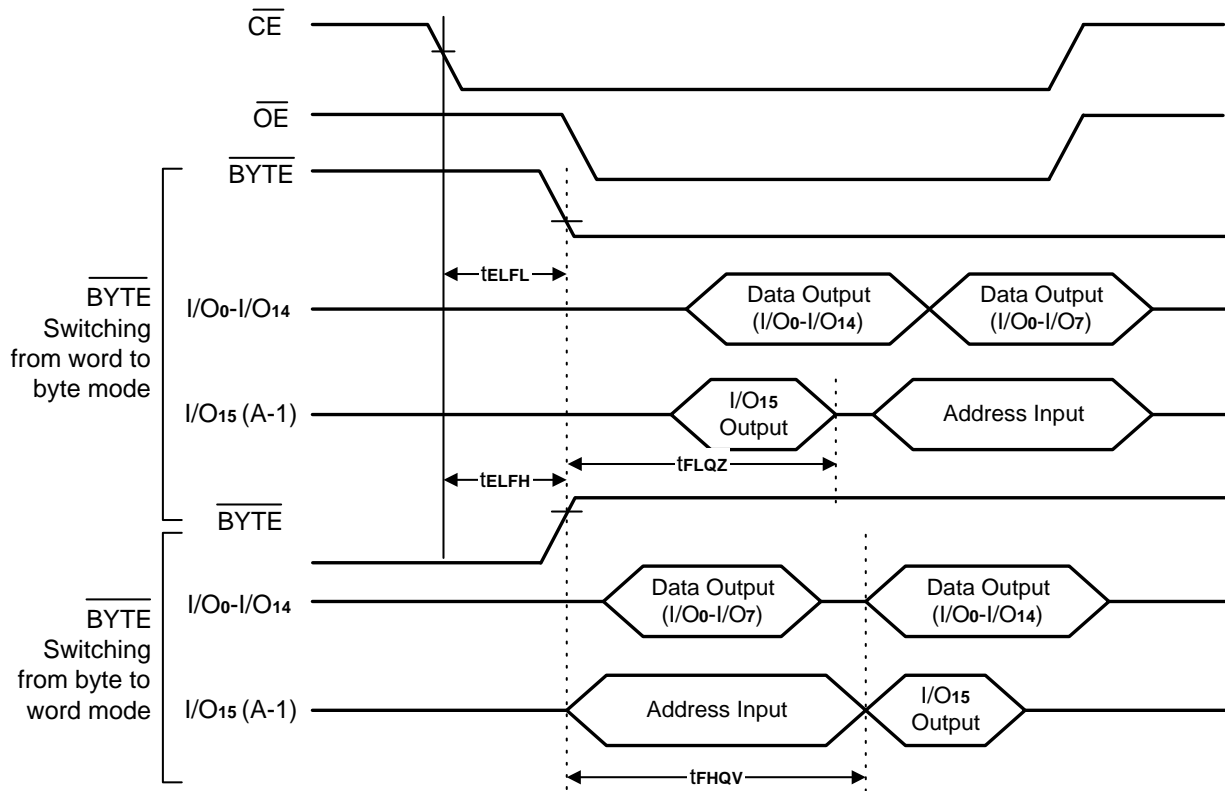 CE
OE
BYTE
tELFL
BYTE
Switching
from word to
byte mode
I/O0-I/O14
Data Output
(I/O0-I/O14)
Data Output
(I/O0-I/O7)
I/O15 (A-1)
I/O15
Output
Address Input
tELFH
tFLQZ
BYTE
BYTE
Switching
from byte to
word mode
I/O0-I/O14
Data Output
(I/O0-I/O7)
Data Output
(I/O0-I/O14)
I/O15 (A-1)
Address Input
I/O15
Output
tFHQV